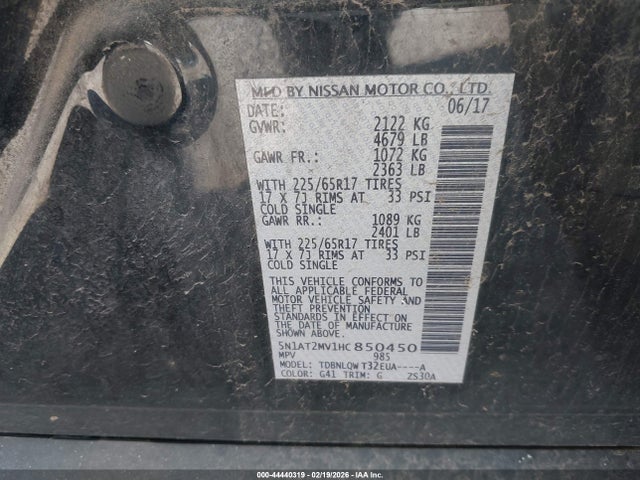 MFD BY NISSAN MOTOR CO., LTD.
DATE: 06/17
GVWR: 2122 KG
4679 LB
GAWR FR.: 1072 KG
2363 LB
WITH 225/65R17 TIRES
17 X 7J RIMS AT 33 PSI
COLD SINGLE
GAWR RR.: 1089 KG
2401 LB
WITH 225/65R17 TIRES
17 X 7J RIMS AT 33 PSI
COLD SINGLE
THIS VEHICLE CONFORMS TO
ALL APPLICABLE FEDERAL
MOTOR VEHICLE SAFETY AND
THEFT PREVENTION
STANDARDS IN EFFECT ON
THE DATE OF MANUFACTURE
SHOWN ABOVE.
5N1AT2MV1HC850450
MPV 985
MODEL: TDBNLQW T32EUA----A
COLOR: G41 TRIM: G 2S30A
000-44440319 - 02/19/2026 - IAA Inc.